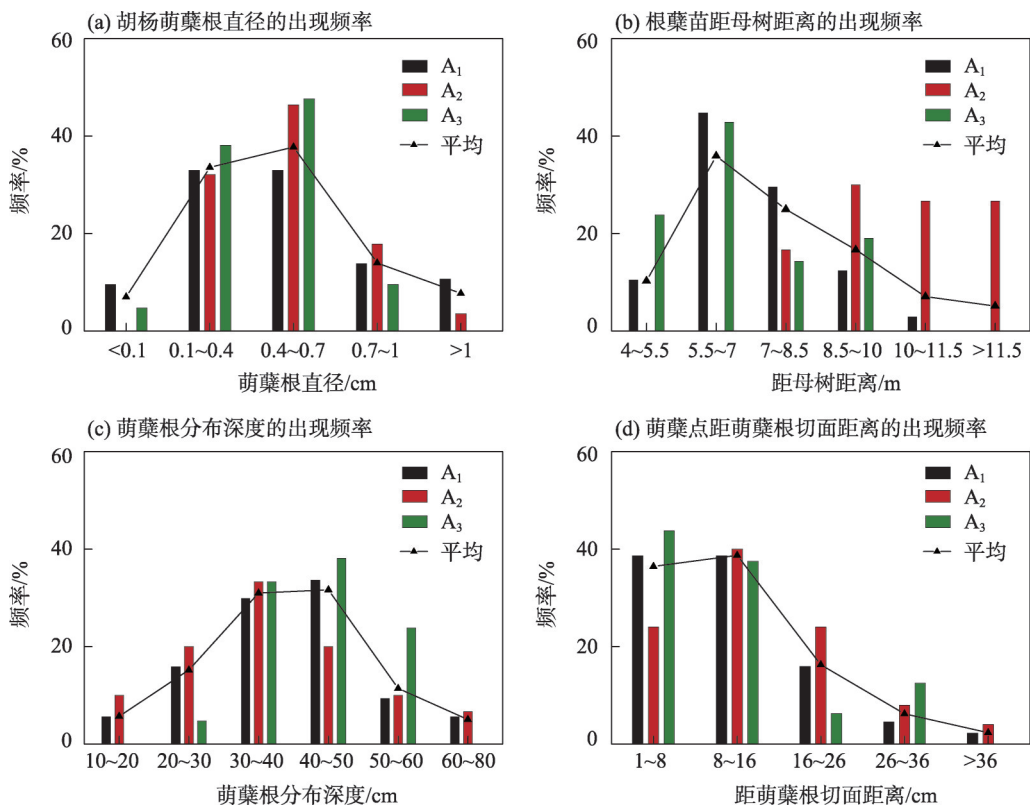 (a) 胡杨萌蘖根直径的出现频率
60
40
20
0
频率/%
A₁
A₂
A₃
平均
<0.1 0.1~0.4 0.4~0.7 0.7~1 >1
萌蘖根直径/cm
(b) 根蘖苗距母树距离的出现频率
60
40
20
0
频率/%
A₁
A₂
A₃
平均
4~5.5 5.5~7 7~8.5 8.5~10 10~11.5 >11.5
距母树距离/m
(c) 萌蘖根分布深度的出现频率
60
40
20
0
频率/%
A₁
A₂
A₃
平均
10~20 20~30 30~40 40~50 50~60 60~80
萌蘖根分布深度/cm
(d) 萌蘖点距萌蘖根切面距离的出现频率
60
40
20
0
频率/%
A₁
A₂
A₃
平均
1~8 8~16 16~26 26~36 >36
距萌蘖根切面距离/cm